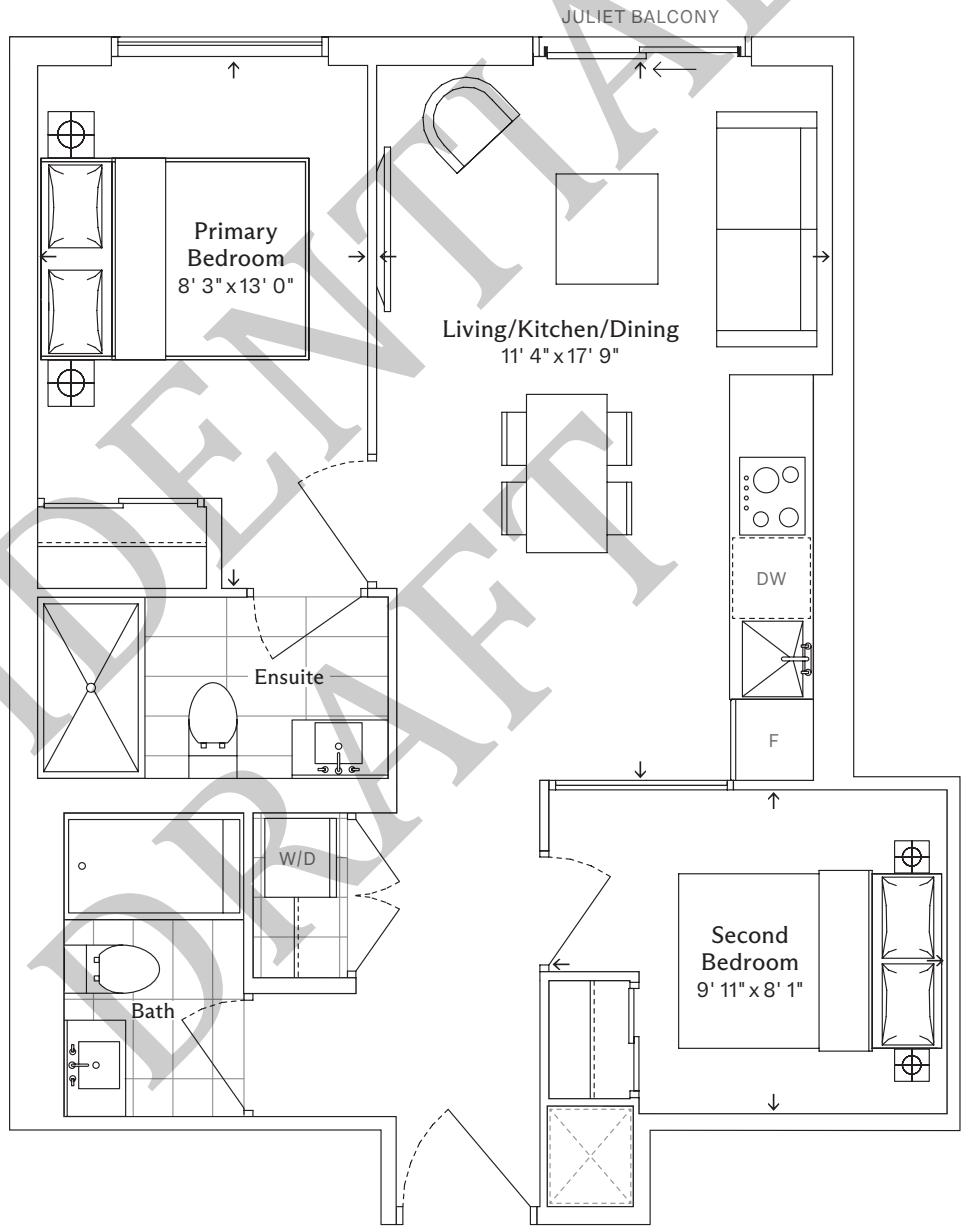 JULIET BALCONY
Primary
Bedroom
8' 3" x 13' 0"
Living/Kitchen/Dining
11' 4" x 17' 9"
DW
Ensuite
F
W/D
Second
Bedroom
9' 11" x 8' 1"
Bath
DENTIAL
DRAFT